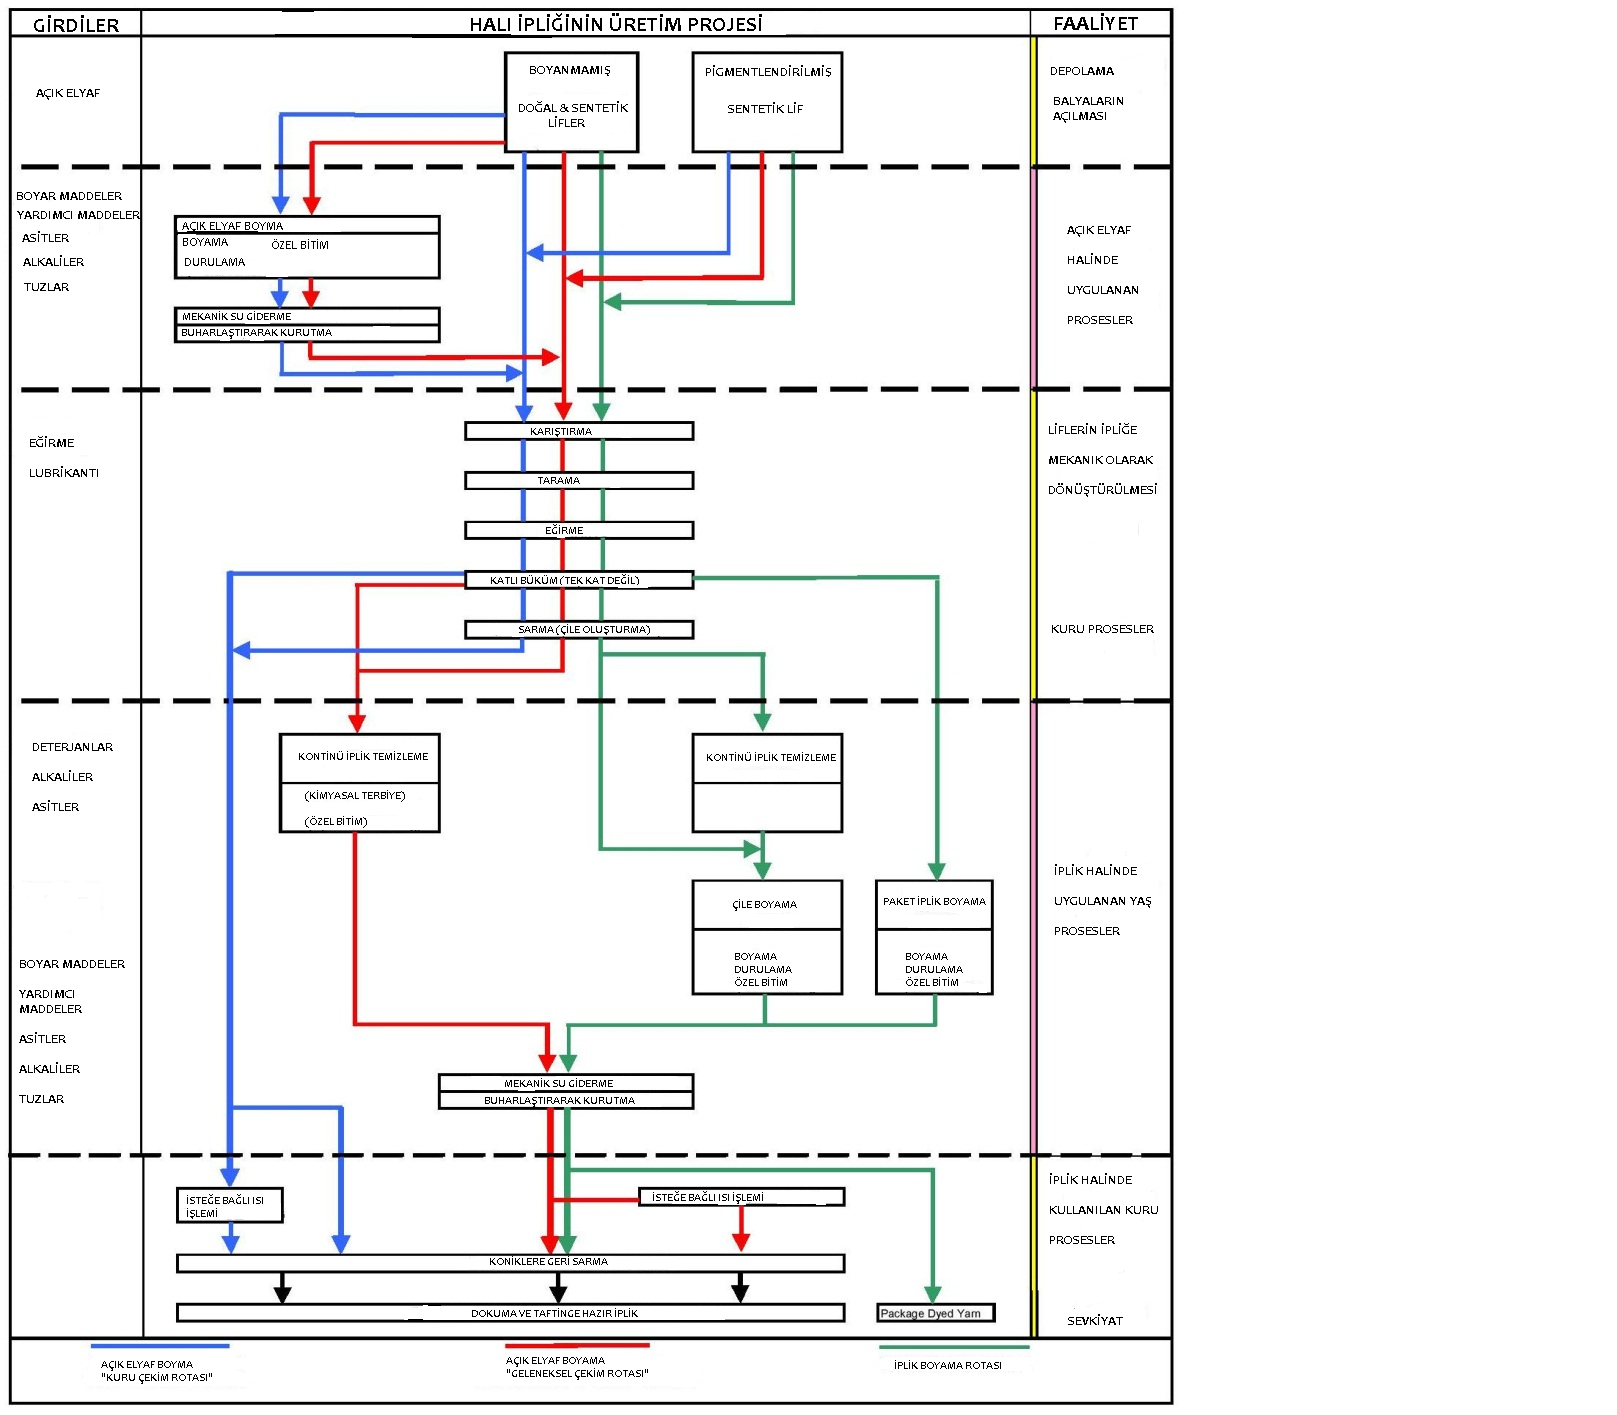 GİRDİLER
HALI İPLİĞİNİN ÜRETİM PROJESİ
FAALİYET
AÇIK ELYAF
BOYANMAMIŞ
DOĞAL & SENTETİK
LİFLER
PİGMENTLENDİRİLMİŞ
SENTETİK LİF
DEPOLAMA
BALYALARIN
AÇILMASI
BOYAR MADDELER
YARDIMCI MADDELER
ASİTLER
ALKALİLER
TUZLAR
AÇIK ELYAF BOYMA
BOYAMA ÖZEL BİTİM
DURULAMA
MEKANİK SU GİDERME
BUHARLAŞTIRARAK KURUTMA
AÇIK ELYAF
HALİNDE
UYGULANAN
PROSESLER
EĞİRME
LUBRİKANTI
KARIŞTIRMA
TARAMA
EĞİRME
KATLI BÜKÜM (TEK KAT DEĞİL)
SARMA (ÇİLE OLUŞTURMA)
LİFLERİN İPLİĞE
MEKANIK OLARAK
DÖNÜŞTÜRÜLMESİ
KURU PROSESLER
DETERJANLAR
ALKALİLER
ASİTLER
KONTİNÜ İPLİK TEMİZLEME
(KİMYASAL TERBİYE)
(ÖZEL BİTİM)
KONTİNÜ İPLİK TEMİZLEME
ÇİLE BOYAMA
BOYAMA
DURULAMA
ÖZEL BİTİM
PAKET İPLİK BOYAMA
BOYAMA
DURULAMA
ÖZEL BİTİM
İPLİK HALİNDE
UYGULANAN YAŞ
PROSESLER
BOYAR MADDELER
YARDIMCI
MADDELER
ASİTLER
ALKALİLER
TUZLAR
MEKANİK SU GİDERME
BUHARLAŞTIRARAK KURUTMA
İSTEĞE BAĞLI ISI
İŞLEMİ
İSTEĞE BAĞLI ISI İŞLEMİ
KONİKLERE GERİ SARMA
DOKUMA VE TAFTİNGE HAZIR İPLİK
Package Dyed Yarn
İPLİK HALİNDE
KULLANILAN KURU
PROSESLER
SEVKİYAT
AÇIK ELYAF BOYMA
"KURU ÇEKİM ROTASI"
AÇIK ELYAF BOYAMA
"GELENEKSEL ÇEKİM ROTASI"
İPLİK BOYAMA ROTASI